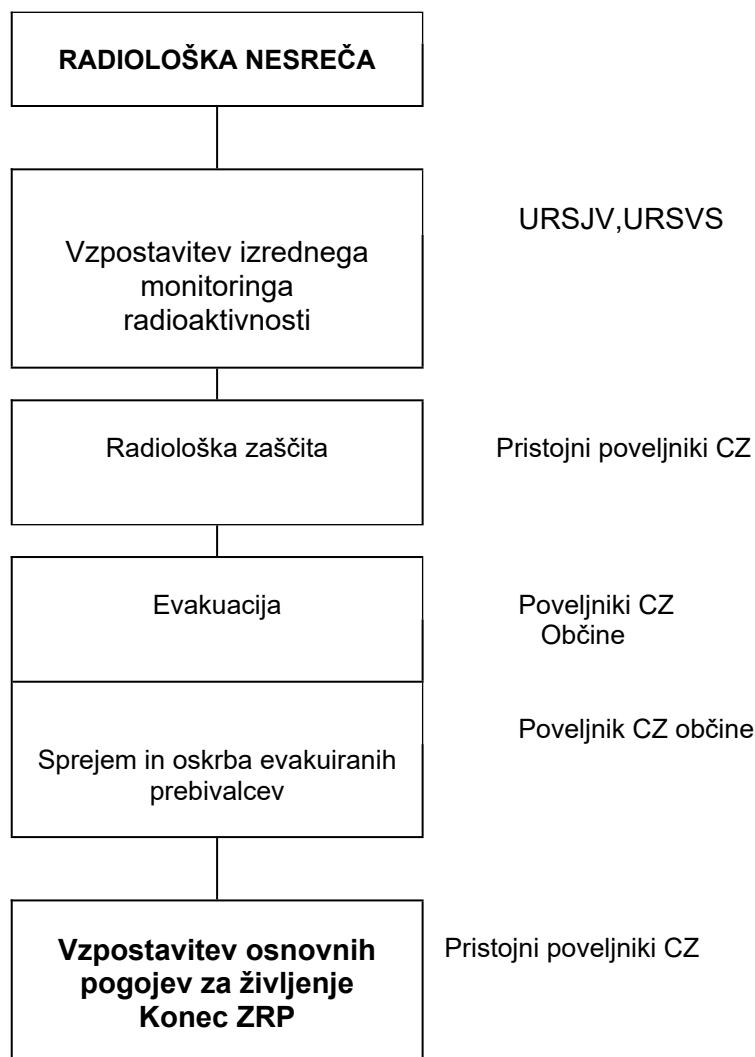 RADIOLOŠKA NESREČA
URSJV,URSVS
Vzpostavitev izrednega
monitoringa
radioaktivnosti
Radiološka zaščita
Pristojni poveljniki CZ
Evakuacija
Poveljniki CZ
Občine
Poveljnik CZ občine
Sprejem in oskrba evakuiranih
prebivalcev
Vzpostavitev osnovnih
pogojev za življenje
Konec ZRP
Pristojni poveljniki CZ